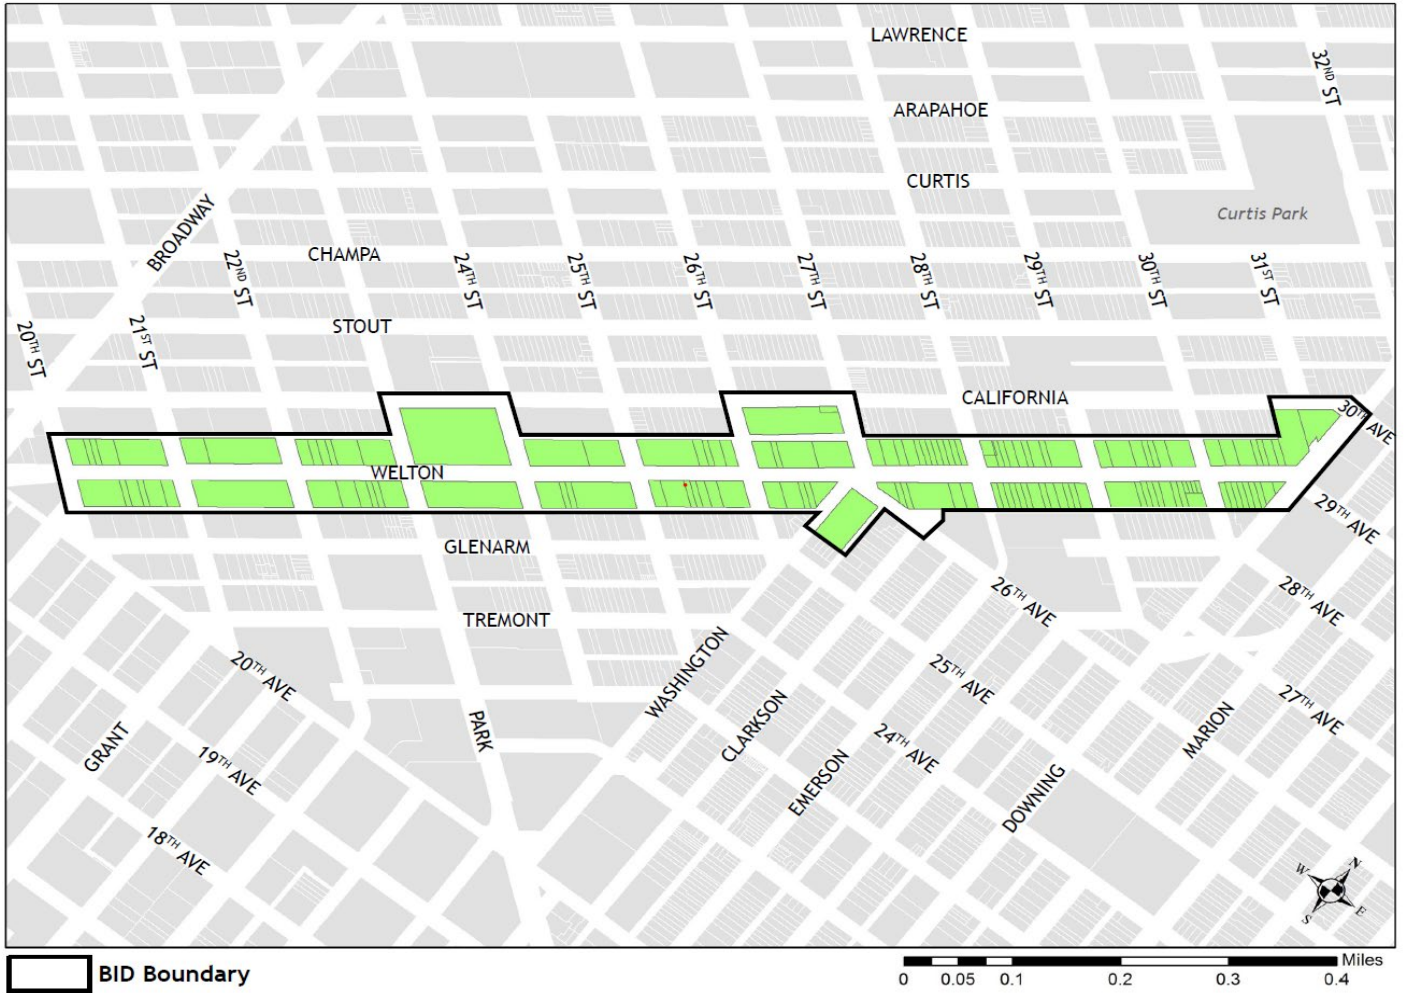 LAWRENCE
32ND ST
ARAPAHOE
CURTIS
Curtis Park
BROADWAY
CHAMPA
22ND ST
24TH ST
25TH ST
26TH ST
27TH ST
28TH ST
29TH ST
30TH ST
31ST ST
STOUT
20TH ST
21ST ST
CALIFORNIA
30TH AVE
WELTON
29TH AVE
GLENARM
26TH AVE
28TH AVE
TREMONT
WASHINGTON
20TH AVE
25TH AVE
27TH AVE
PARK
CLARKSON
MARION
GRANT
19TH AVE
24TH AVE
EMERSON
DOWNING
18TH AVE
W N
S E
BID Boundary
Miles
0 0.05 0.1 0.2 0.3 0.4